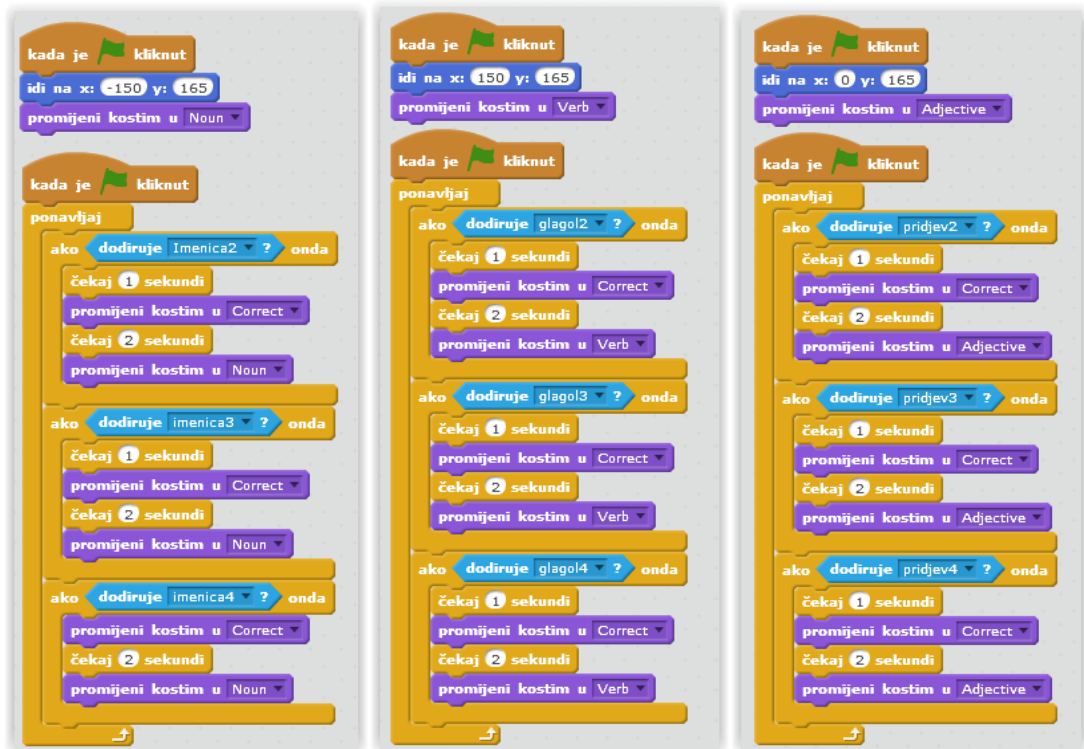 kada je kliknut
idi na x: -150 y: 165
promijeni kostim u Noun
kada je kliknut
ponavljaj
ako dodiruje Imenica2 ? onda
čekaj 1 sekundi
promijeni kostim u Correct
čekaj 2 sekundi
promijeni kostim u Noun
ako dodiruje imenica3 ? onda
čekaj 1 sekundi
promijeni kostim u Correct
čekaj 2 sekundi
promijeni kostim u Noun
ako dodiruje imenica4 ? onda
promijeni kostim u Correct
čekaj 2 sekundi
promijeni kostim u Noun
kada je kliknut
idi na x: 150 y: 165
promijeni kostim u Verb
kada je kliknut
ponavljaj
ako dodiruje glagol2 ? onda
čekaj 1 sekundi
promijeni kostim u Correct
čekaj 2 sekundi
promijeni kostim u Verb
ako dodiruje glagol3 ? onda
čekaj 1 sekundi
promijeni kostim u Correct
čekaj 2 sekundi
promijeni kostim u Verb
ako dodiruje glagol4 ? onda
čekaj 1 sekundi
promijeni kostim u Correct
čekaj 2 sekundi
promijeni kostim u Verb
kada je kliknut
idi na x: 0 y: 165
promijeni kostim u Adjective
kada je kliknut
ponavljaj
ako dodiruje pridjev2 ? onda
čekaj 1 sekundi
promijeni kostim u Correct
čekaj 2 sekundi
promijeni kostim u Adjective
ako dodiruje pridjev3 ? onda
čekaj 1 sekundi
promijeni kostim u Correct
čekaj 2 sekundi
promijeni kostim u Adjective
ako dodiruje pridjev4 ? onda
čekaj 1 sekundi
promijeni kostim u Correct
čekaj 2 sekundi
promijeni kostim u Adjective